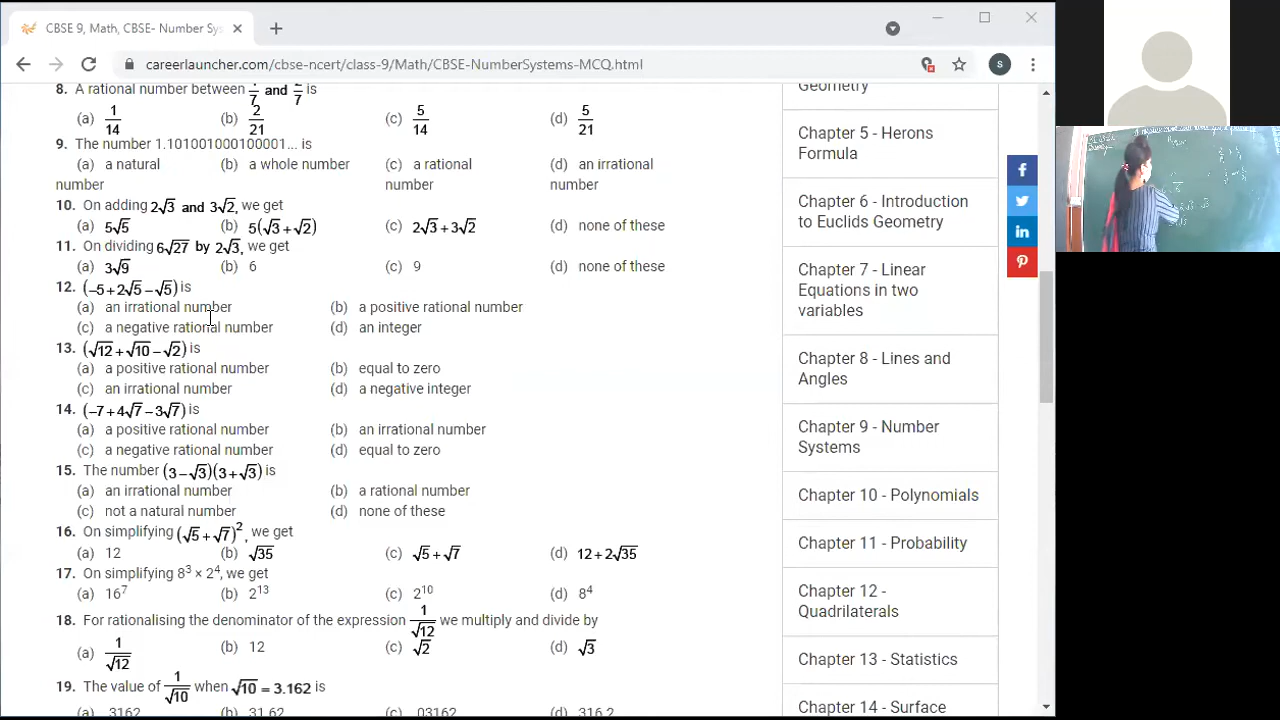 CBSE 9, Math, CBSE- Number Sy
careerlauncher.com/cbse-ncert/class-9/Math/CBSE-NumberSystems-MCQ.html
S
8. A rational number between and is
(a) 1/14 (b) 2/21 (c) 5/14 (d) 5/21
9. The number 1.101001000100001... is
(a) a natural number (b) a whole number (c) a rational number (d) an irrational number
10. On adding 2√3 and 3√2, we get
(a) 5√5 (b) 5(√3+√2) (c) 2√3+3√2 (d) none of these
11. On dividing 6√27 by 2√3, we get
(a) 3√9 (b) 6 (c) 9 (d) none of these
12. (−5+2√5−√5) is
(a) an irrational number (b) a positive rational number
(c) a negative rational number (d) an integer
13. (√12+√10−√2) is
(a) a positive rational number (b) equal to zero
(c) an irrational number (d) a negative integer
14. (−7+4√7−3√7) is
(a) a positive rational number (b) an irrational number
(c) a negative rational number (d) equal to zero
15. The number (3−√3)(3+√3) is
(a) an irrational number (b) a rational number
(c) not a natural number (d) none of these
16. On simplifying (√5+√7)², we get
(a) 12 (b) √35 (c) √5+√7 (d) 12+2√35
17. On simplifying 8³ × 2⁴, we get
(a) 16⁷ (b) 2¹³ (c) 2¹⁰ (d) 8⁴
18. For rationalising the denominator of the expression 1/√12 we multiply and divide by
(a) 1/√12 (b) 12 (c) √2 (d) √3
19. The value of 1/√10 when √10 = 3.162 is
(a) .3162 (b) 31.62 (c) .03162 (d) 316.2
Geometry
Chapter 5 - Herons
Formula
Chapter 6 - Introduction
to Euclids Geometry
Chapter 7 - Linear
Equations in two
variables
Chapter 8 - Lines and
Angles
Chapter 9 - Number
Systems
Chapter 10 - Polynomials
Chapter 11 - Probability
Chapter 12 -
Quadrilaterals
Chapter 13 - Statistics
Chapter 14 - Surface